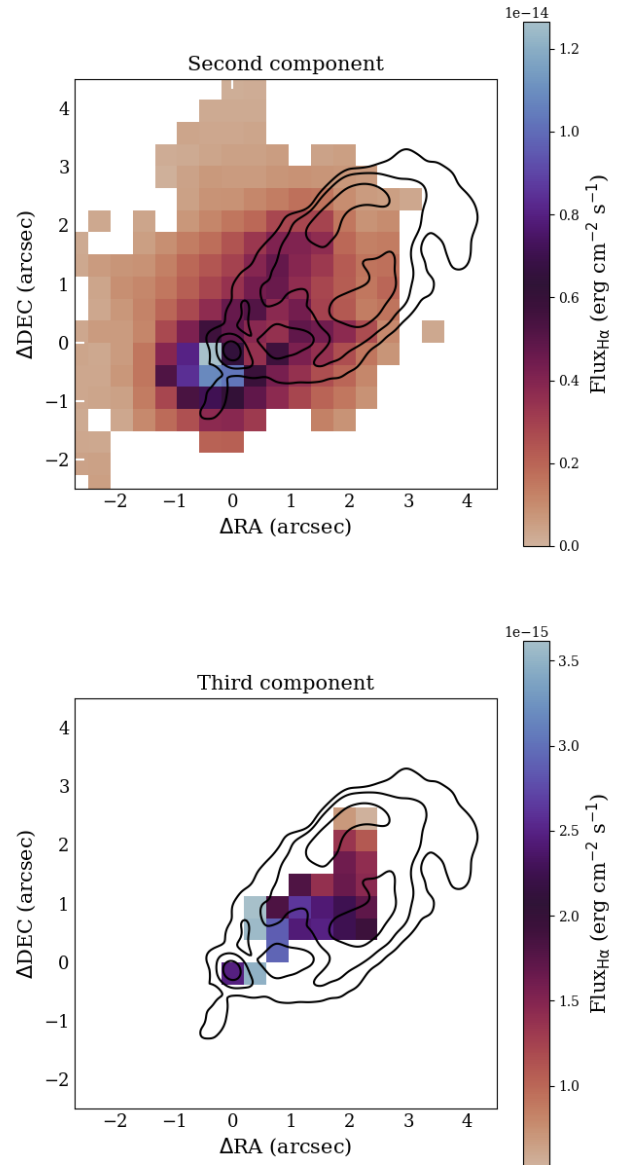 1e−14
Second component
4
3
2
1
0
−1
−2
ΔDEC (arcsec)
−2 −1 0 1 2 3 4
ΔRA (arcsec)
1.2
1.0
0.8
0.6
0.4
0.2
0.0
Flux_Hα (erg cm⁻² s⁻¹)
1e−15
Third component
4
3
2
1
0
−1
−2
ΔDEC (arcsec)
−2 −1 0 1 2 3 4
ΔRA (arcsec)
3.5
3.0
2.5
2.0
1.5
1.0
Flux_Hα (erg cm⁻² s⁻¹)